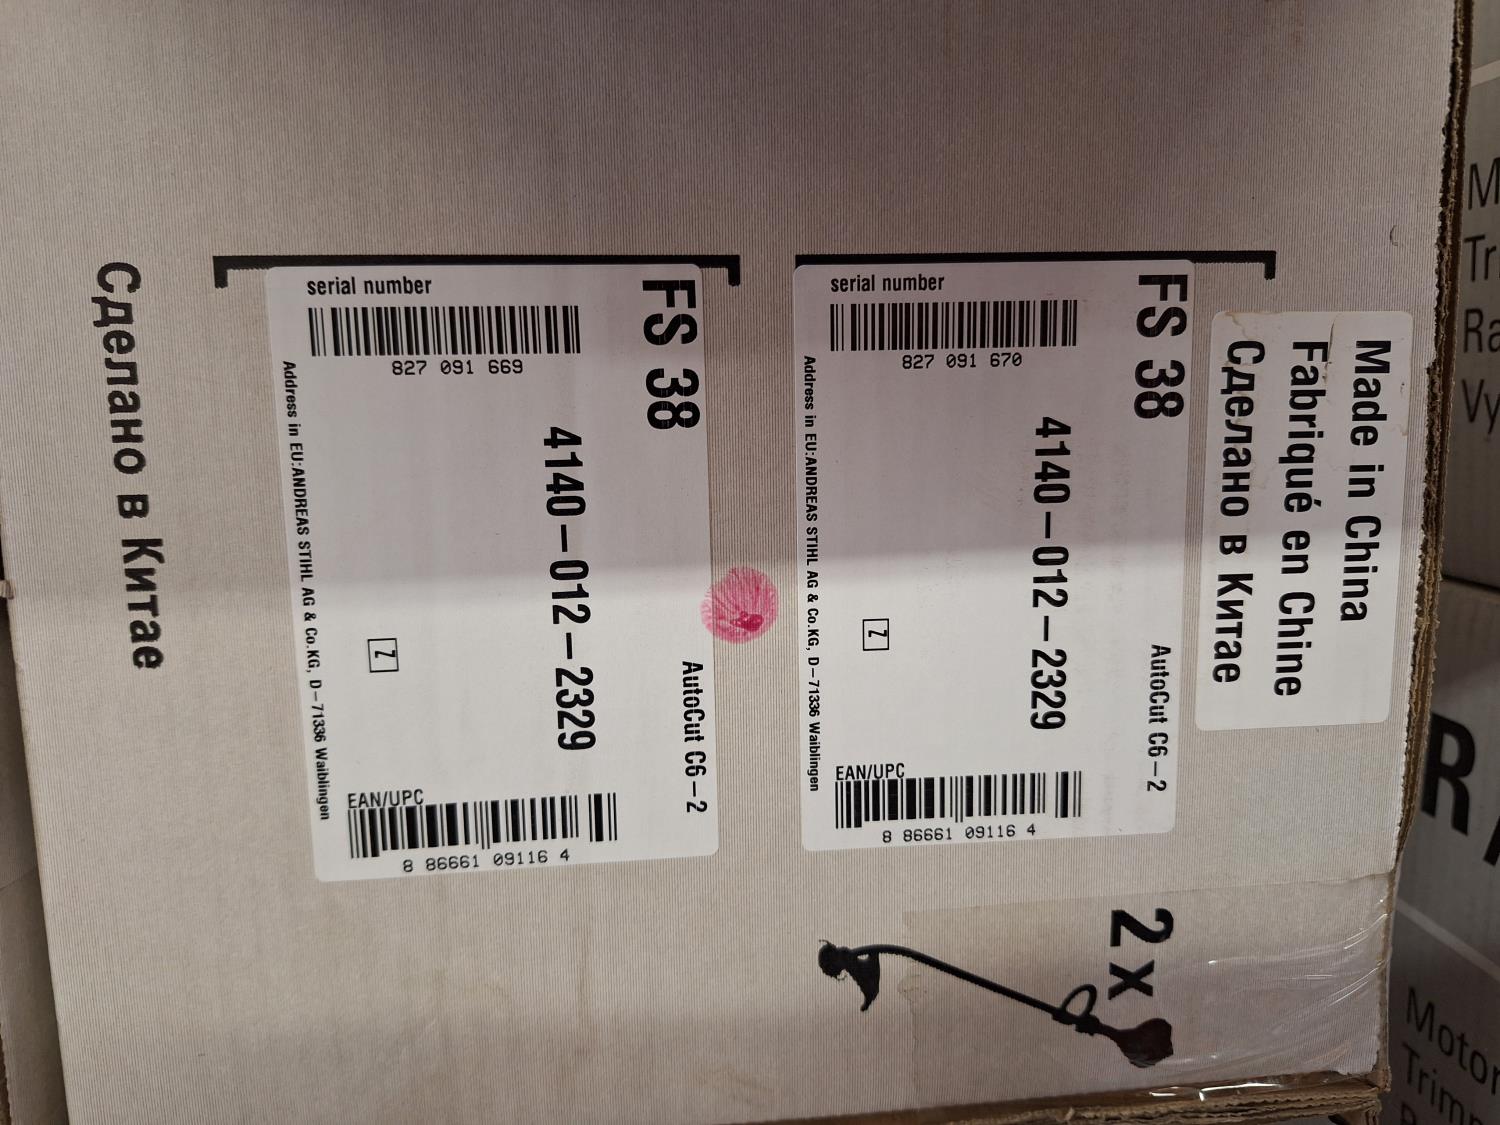 Made in China
Fabriqué en Chine
Сделано в Китае
FS 38
AutoCut C6-2
4140-012-2329
serial number
827 091 670
Z
EAN/UPC
8 86661 09116 4
Address in EU:ANDREAS STIHL AG & Co.KG, D-71336 Waiblingen
FS 38
AutoCut C6-2
4140-012-2329
serial number
827 091 669
Z
EAN/UPC
8 86661 09116 4
Address in EU:ANDREAS STIHL AG & Co.KG, D-71336 Waiblingen
Сделано в Китае
2x